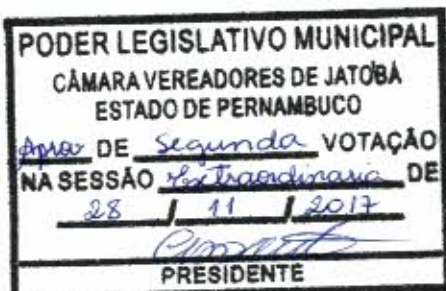 PODER LEGISLATIVO MUNICIPAL
CÂMARA VEREADORES DE JATOBÁ
ESTADO DE PERNAMBUCO
DE Segunda VOTAÇÃO
NA SESSÃO Extraordinaria DE
28 / 11 / 2017
PRESIDENTE